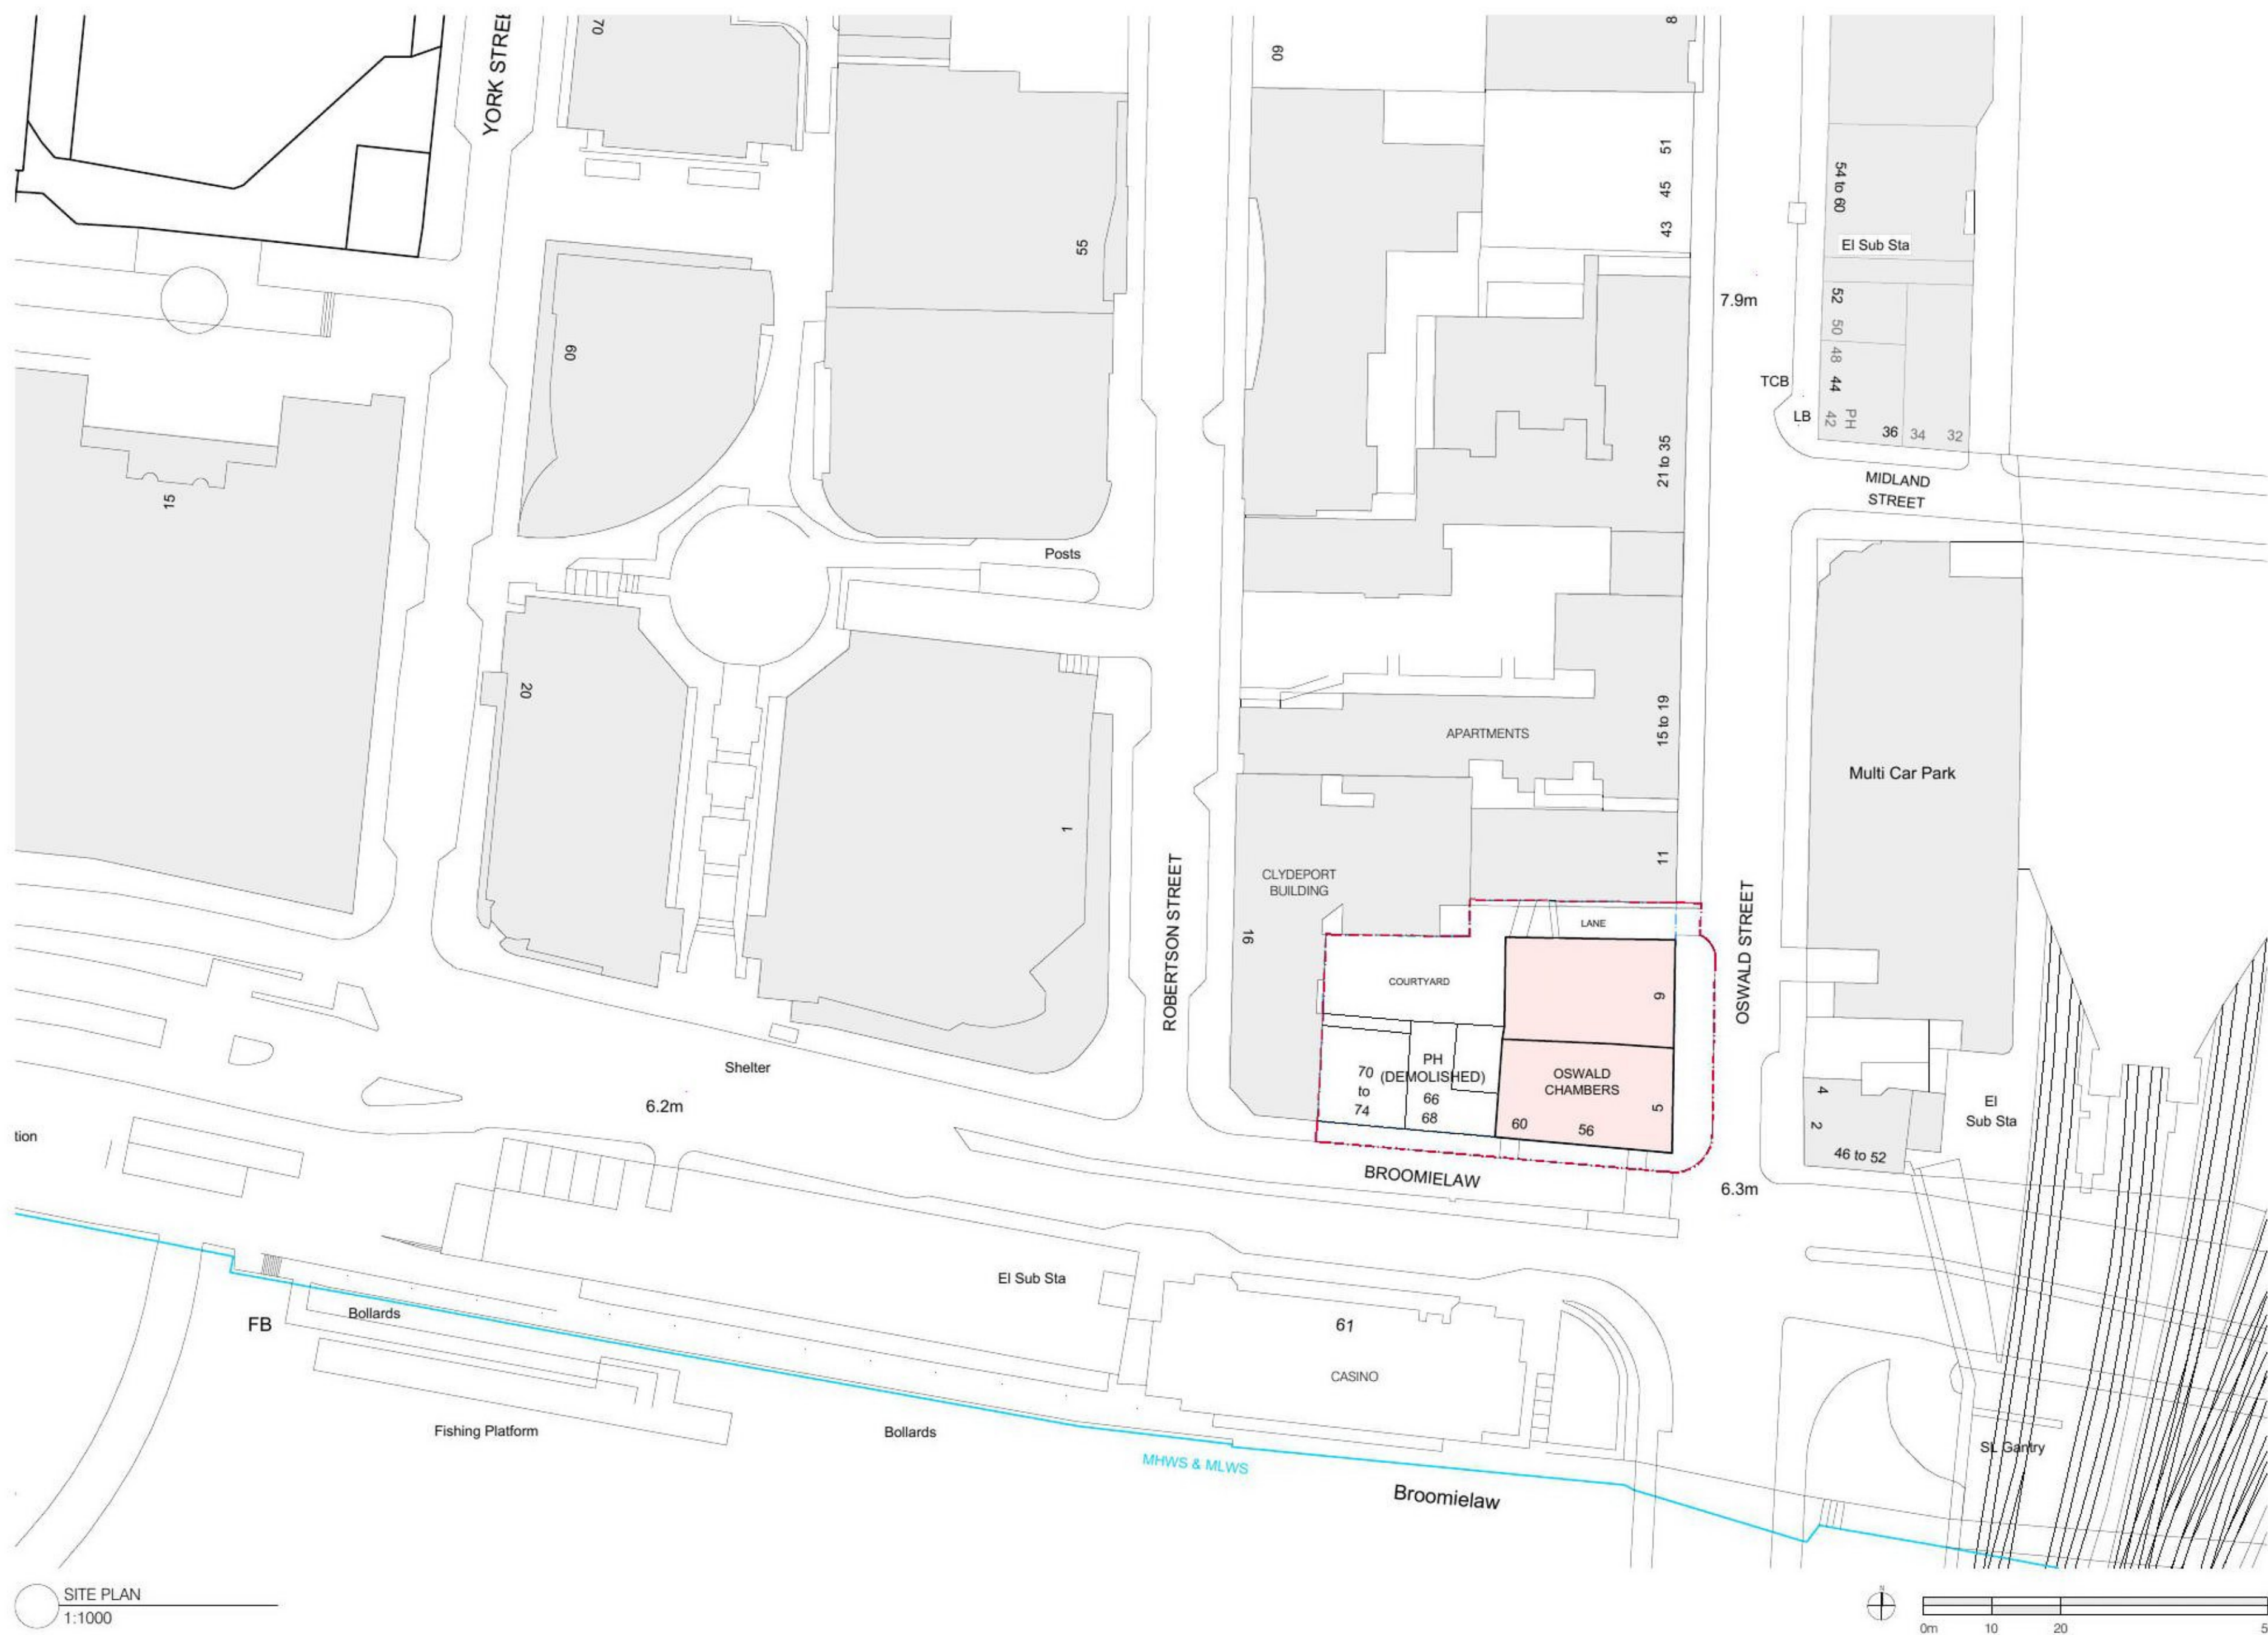 YORK STREE
70
60
8
55
51
45
43
54 to 60
El Sub Sta
7.9m
52
50
48
44
42
PH
TCB
LB
36
34
32
60
21 to 35
MIDLAND
STREET
15
Posts
20
15 to 19
APARTMENTS
Multi Car Park
1
11
CLYDEPORT
BUILDING
16
ROBERTSON STREET
OSWALD STREET
LANE
COURTYARD
9
PH
(DEMOLISHED)
70
to
74
66
68
OSWALD
CHAMBERS
5
60
56
Shelter
6.2m
4
2
El
Sub Sta
46 to 52
tion
BROOMIELAW
6.3m
El Sub Sta
Bollards
FB
61
CASINO
Fishing Platform
Bollards
MHWS & MLWS
Broomielaw
SL Gantry
SITE PLAN
1:1000
N
0m
10
20
5